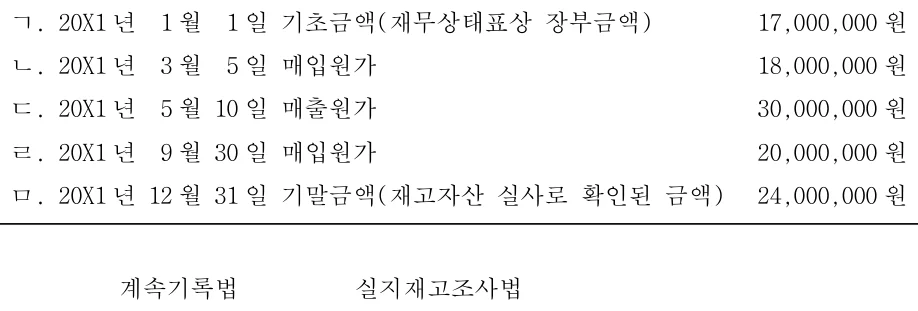 ㄱ. 20X1년 1월 1일 기초금액(재무상태표상 장부금액) 17,000,000원
ㄴ. 20X1년 3월 5일 매입원가 18,000,000원
ㄷ. 20X1년 5월 10일 매출원가 30,000,000원
ㄹ. 20X1년 9월 30일 매입원가 20,000,000원
ㅁ. 20X1년 12월 31일 기말금액(재고자산 실사로 확인된 금액) 24,000,000원
계속기록법 실지재고조사법